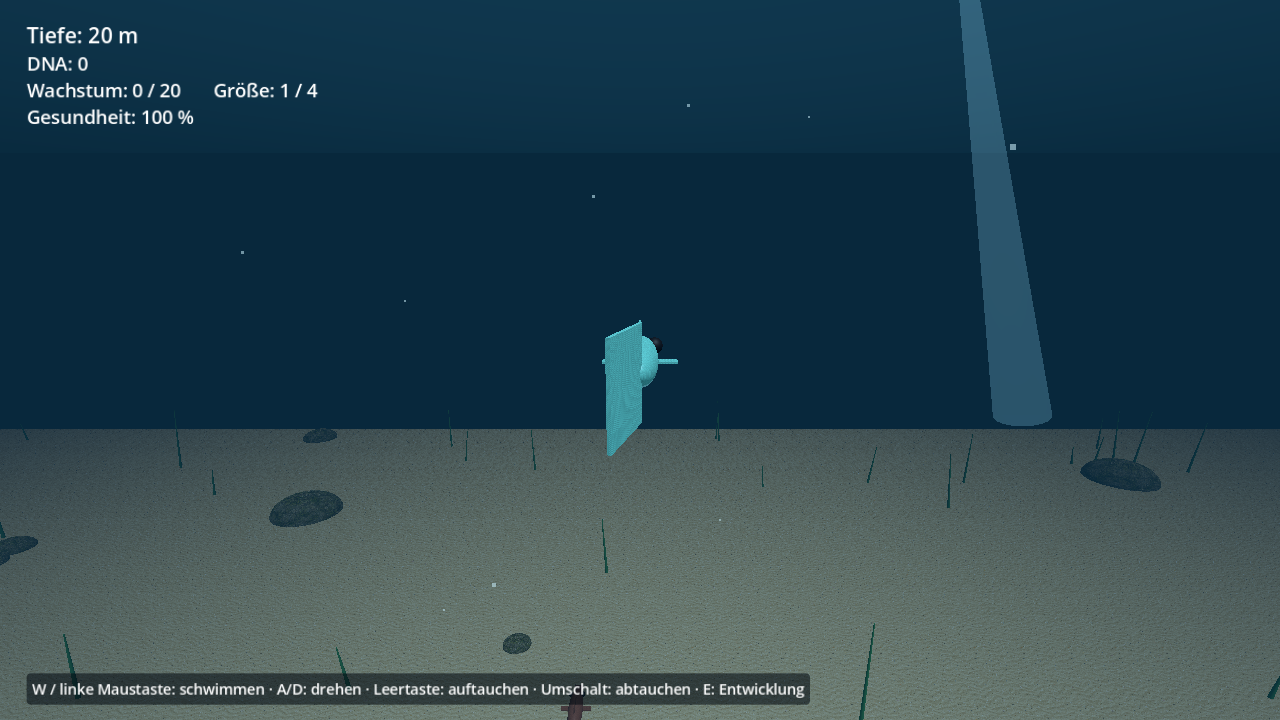 Tiefe: 20 m
DNA: 0
Wachstum: 0 / 20 Größe: 1 / 4
Gesundheit: 100 %
W / linke Maustaste: schwimmen · A/D: drehen · Leertaste: auftauchen · Umschalt: abtauchen · E: Entwicklung